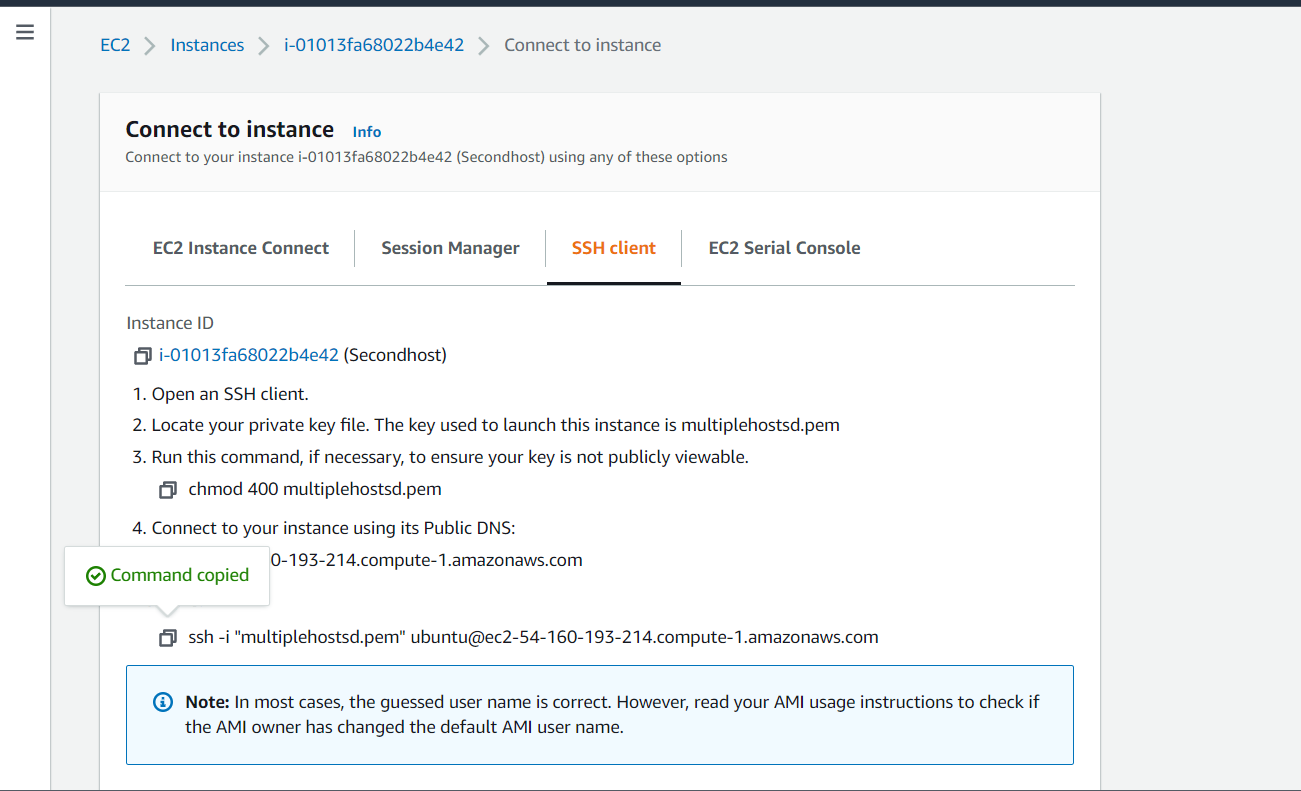 EC2 > Instances > i-01013fa68022b4e42 > Connect to instance
Connect to instance Info
Connect to your instance i-01013fa68022b4e42 (Secondhost) using any of these options
EC2 Instance Connect Session Manager SSH client EC2 Serial Console
Instance ID
i-01013fa68022b4e42 (Secondhost)
1. Open an SSH client.
2. Locate your private key file. The key used to launch this instance is multiplehostsd.pem
3. Run this command, if necessary, to ensure your key is not publicly viewable.
chmod 400 multiplehostsd.pem
4. Connect to your instance using its Public DNS:
0-193-214.compute-1.amazonaws.com
Command copied
ssh -i "multiplehostsd.pem" ubuntu@ec2-54-160-193-214.compute-1.amazonaws.com
Note: In most cases, the guessed user name is correct. However, read your AMI usage instructions to check if
the AMI owner has changed the default AMI user name.